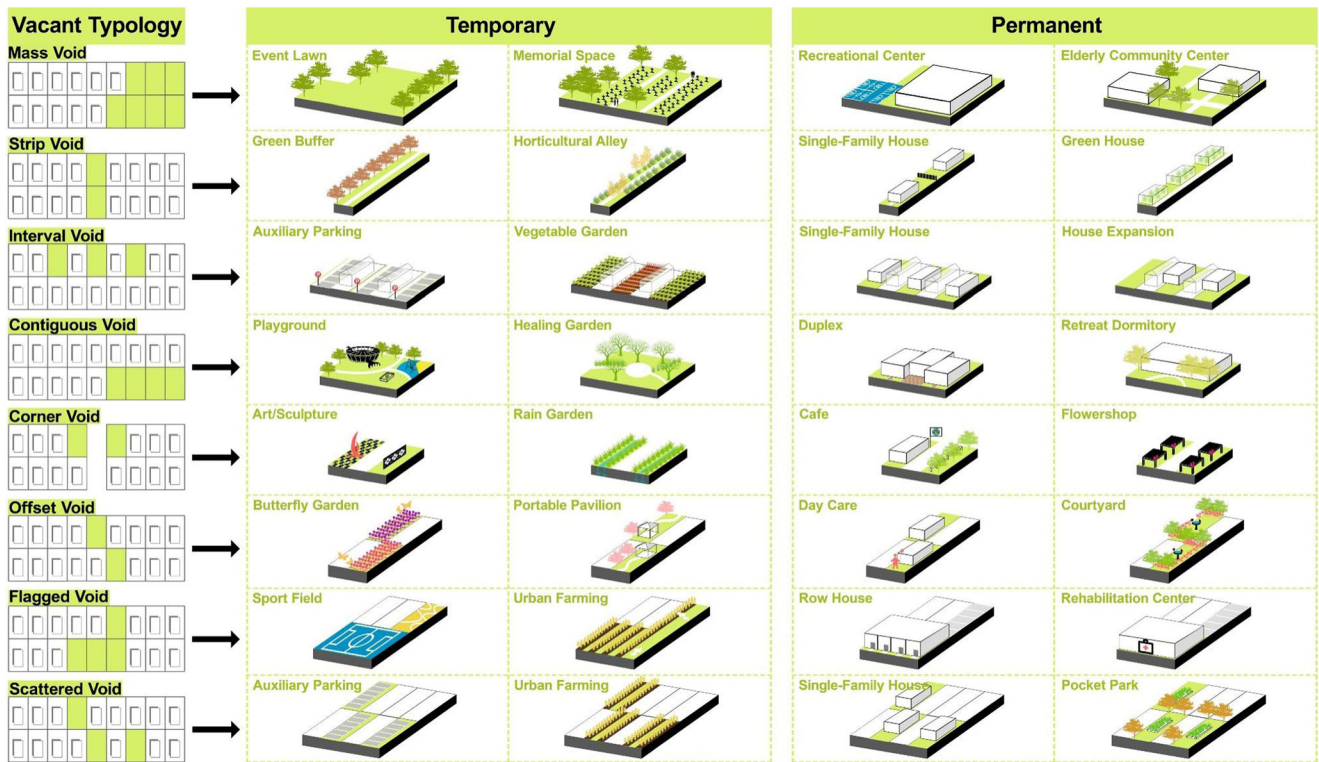 Vacant Typology
Temporary
Permanent
Mass Void
Event Lawn
Memorial Space
Recreational Center
Elderly Community Center
Strip Void
Green Buffer
Horticultural Alley
Single-Family House
Green House
Interval Void
Auxiliary Parking
Vegetable Garden
Single-Family House
House Expansion
Contiguous Void
Playground
Healing Garden
Duplex
Retreat Dormitory
Corner Void
Art/Sculpture
Rain Garden
Cafe
Flowershop
Offset Void
Butterfly Garden
Portable Pavilion
Day Care
Courtyard
Flagged Void
Sport Field
Urban Farming
Row House
Rehabilitation Center
Scattered Void
Auxiliary Parking
Urban Farming
Single-Family House
Pocket Park